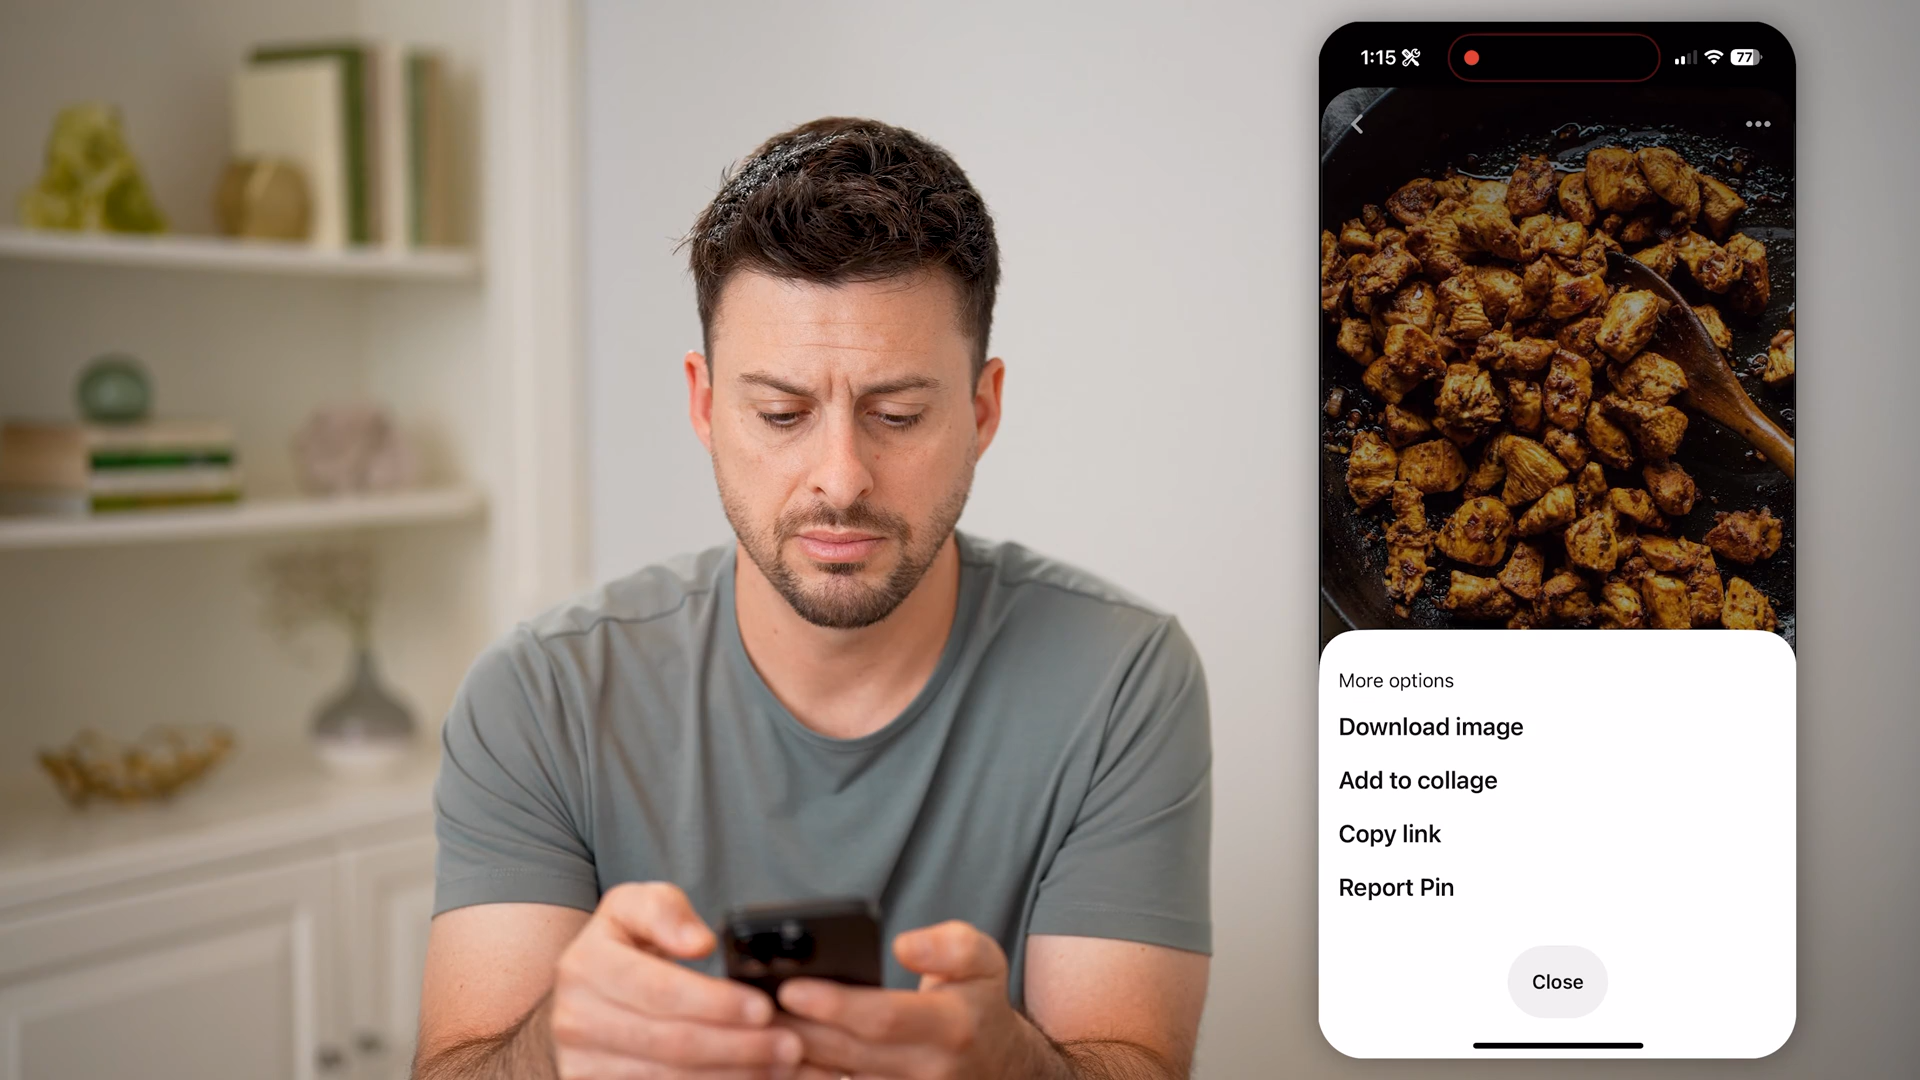 1:15
77
More options
Download image
Add to collage
Copy link
Report Pin
Close